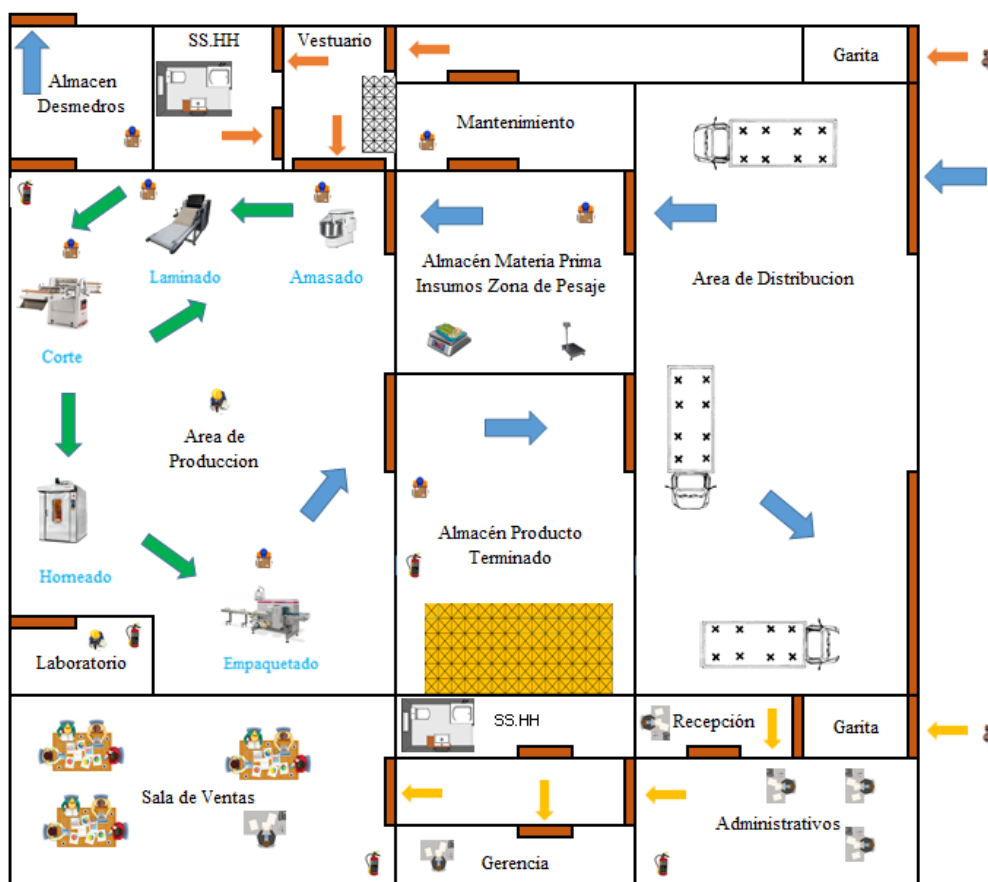 SS.HH
Vestuario
Garita
Almacen
Desmedros
Mantenimiento
Laminado
Amasado
Almacén Materia Prima
Insumos Zona de Pesaje
Area de Distribucion
Corte
Area de
Produccion
Almacén Producto
Terminado
Horneado
Laboratorio
Empaquetado
SS.HH
Recepción
Garita
Sala de Ventas
Administrativos
Gerencia